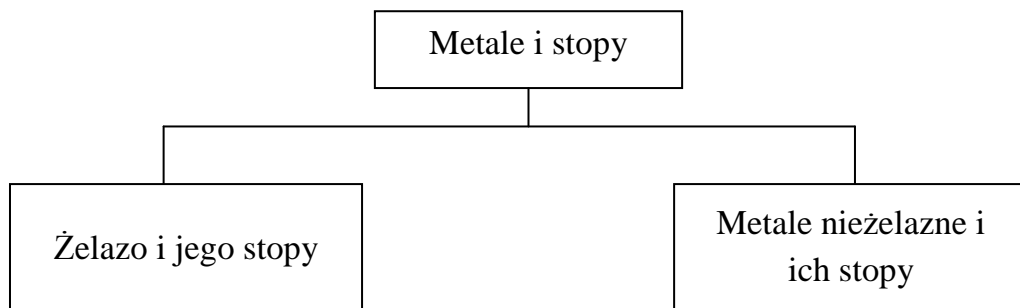 Metale i stopy
Żelazo i jego stopy
Metale nieżelazne i
ich stopy